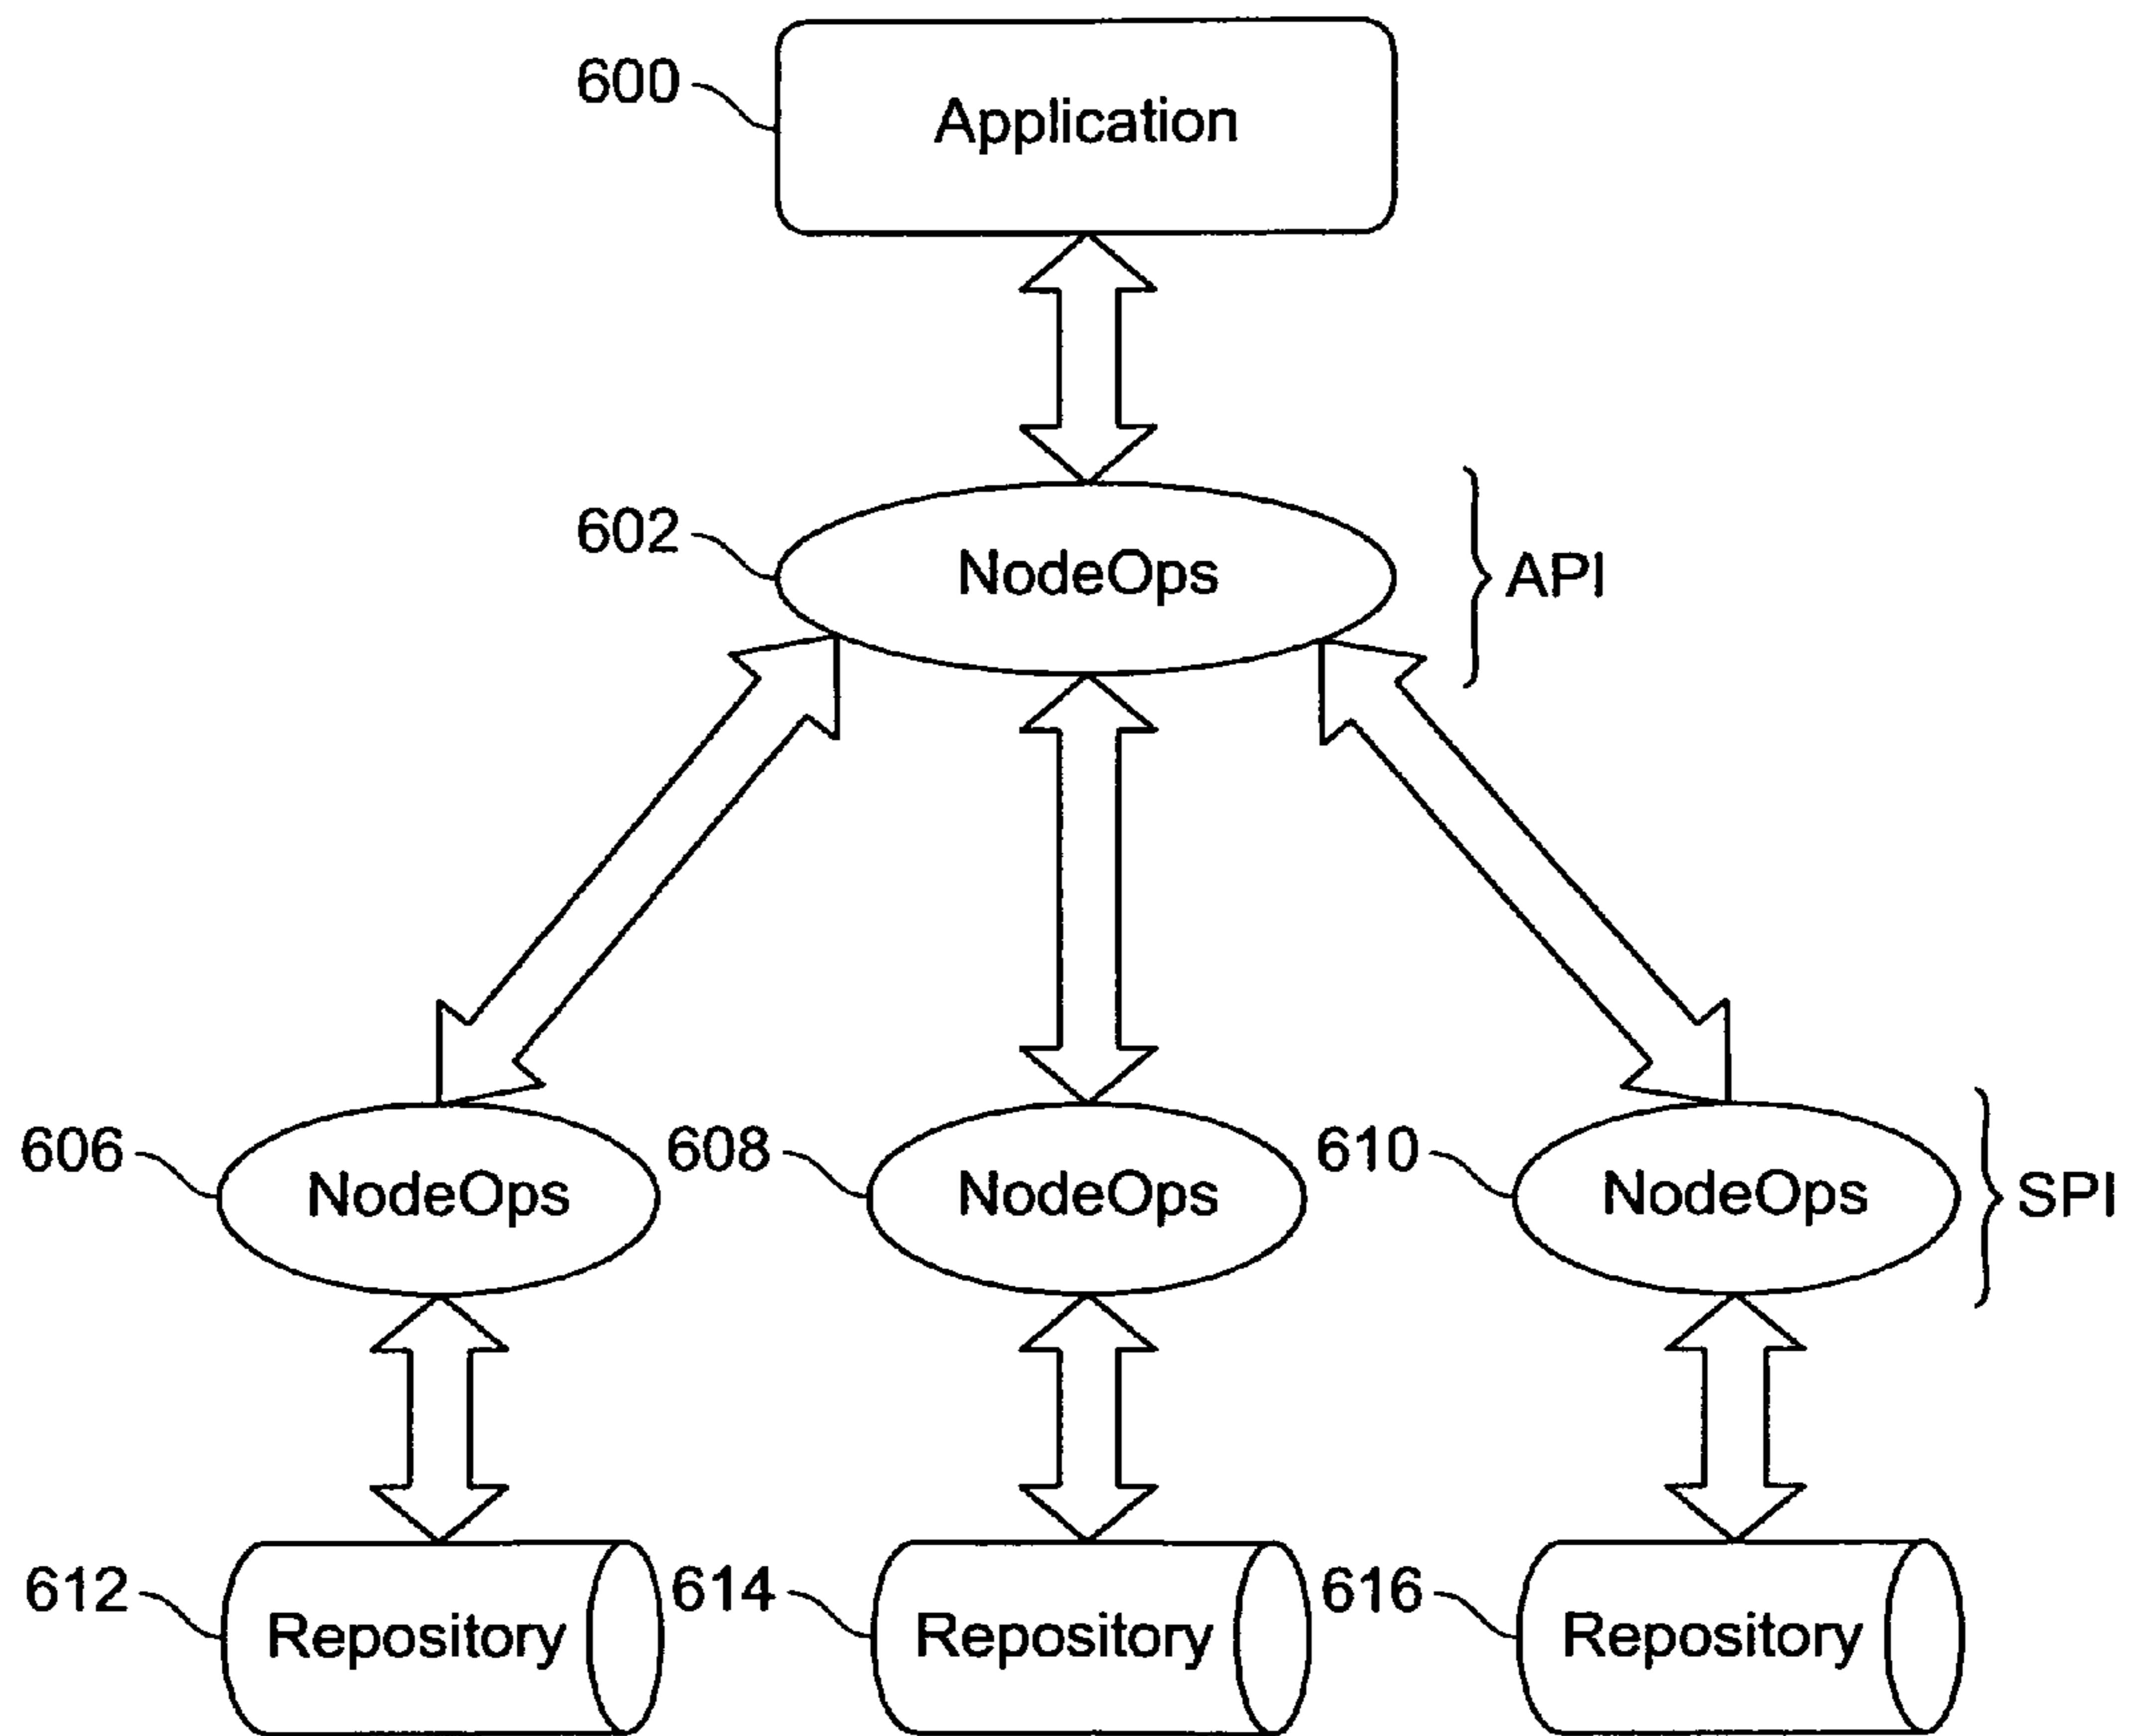 600
Application
602
NodeOps
API
606
NodeOps
608
NodeOps
610
NodeOps
SPI
612
Repository
614
Repository
616
Repository